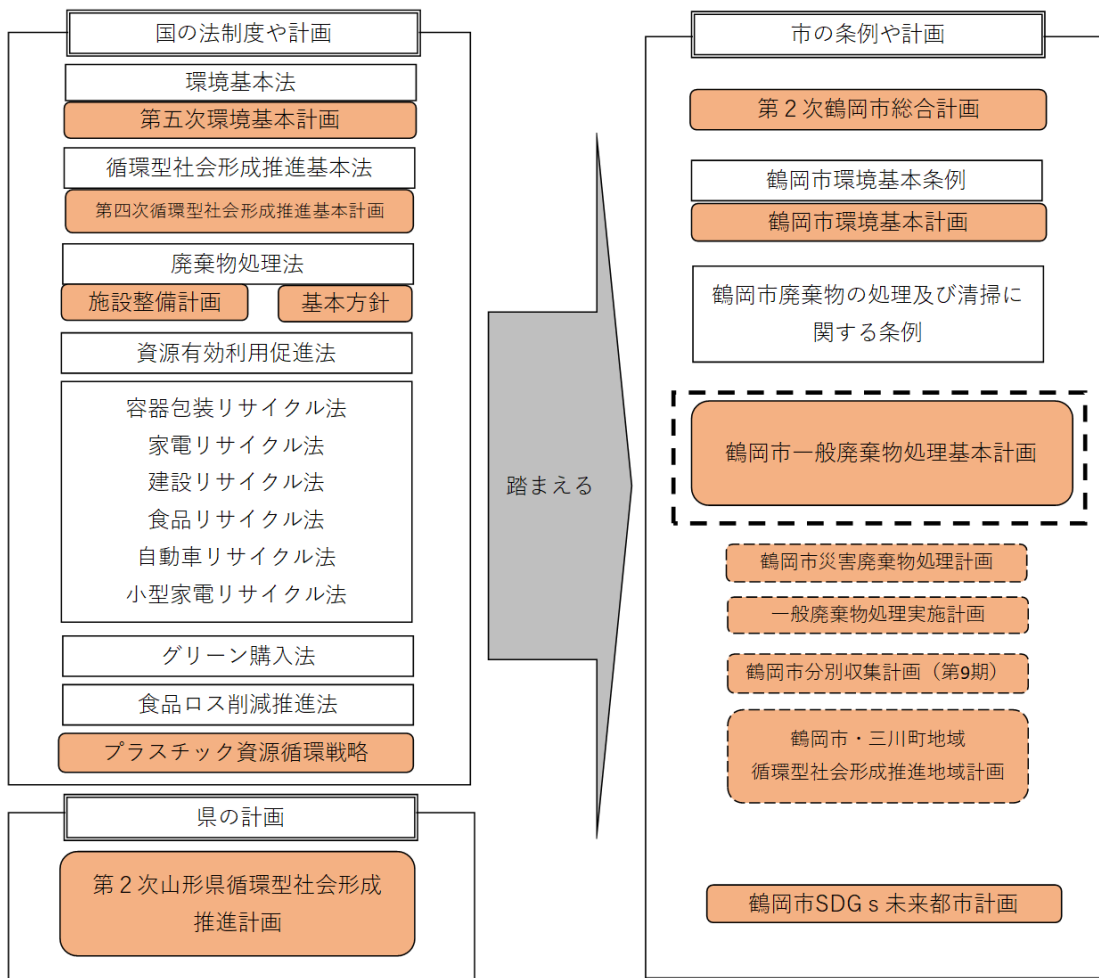 国の法制度や計画
環境基本法
第五次環境基本計画
循環型社会形成推進基本法
第四次循環型社会形成推進基本計画
廃棄物処理法
施設整備計画
基本方針
資源有効利用促進法
容器包装リサイクル法
家電リサイクル法
建設リサイクル法
食品リサイクル法
自動車リサイクル法
小型家電リサイクル法
グリーン購入法
食品ロス削減推進法
プラスチック資源循環戦略
県の計画
第2次山形県循環型社会形成
推進計画
踏まえる
市の条例や計画
第2次鶴岡市総合計画
鶴岡市環境基本条例
鶴岡市環境基本計画
鶴岡市廃棄物の処理及び清掃に
関する条例
鶴岡市一般廃棄物処理基本計画
鶴岡市災害廃棄物処理計画
一般廃棄物処理実施計画
鶴岡市分別収集計画（第9期）
鶴岡市・三川町地域
循環型社会形成推進地域計画
鶴岡市SDGｓ未来都市計画